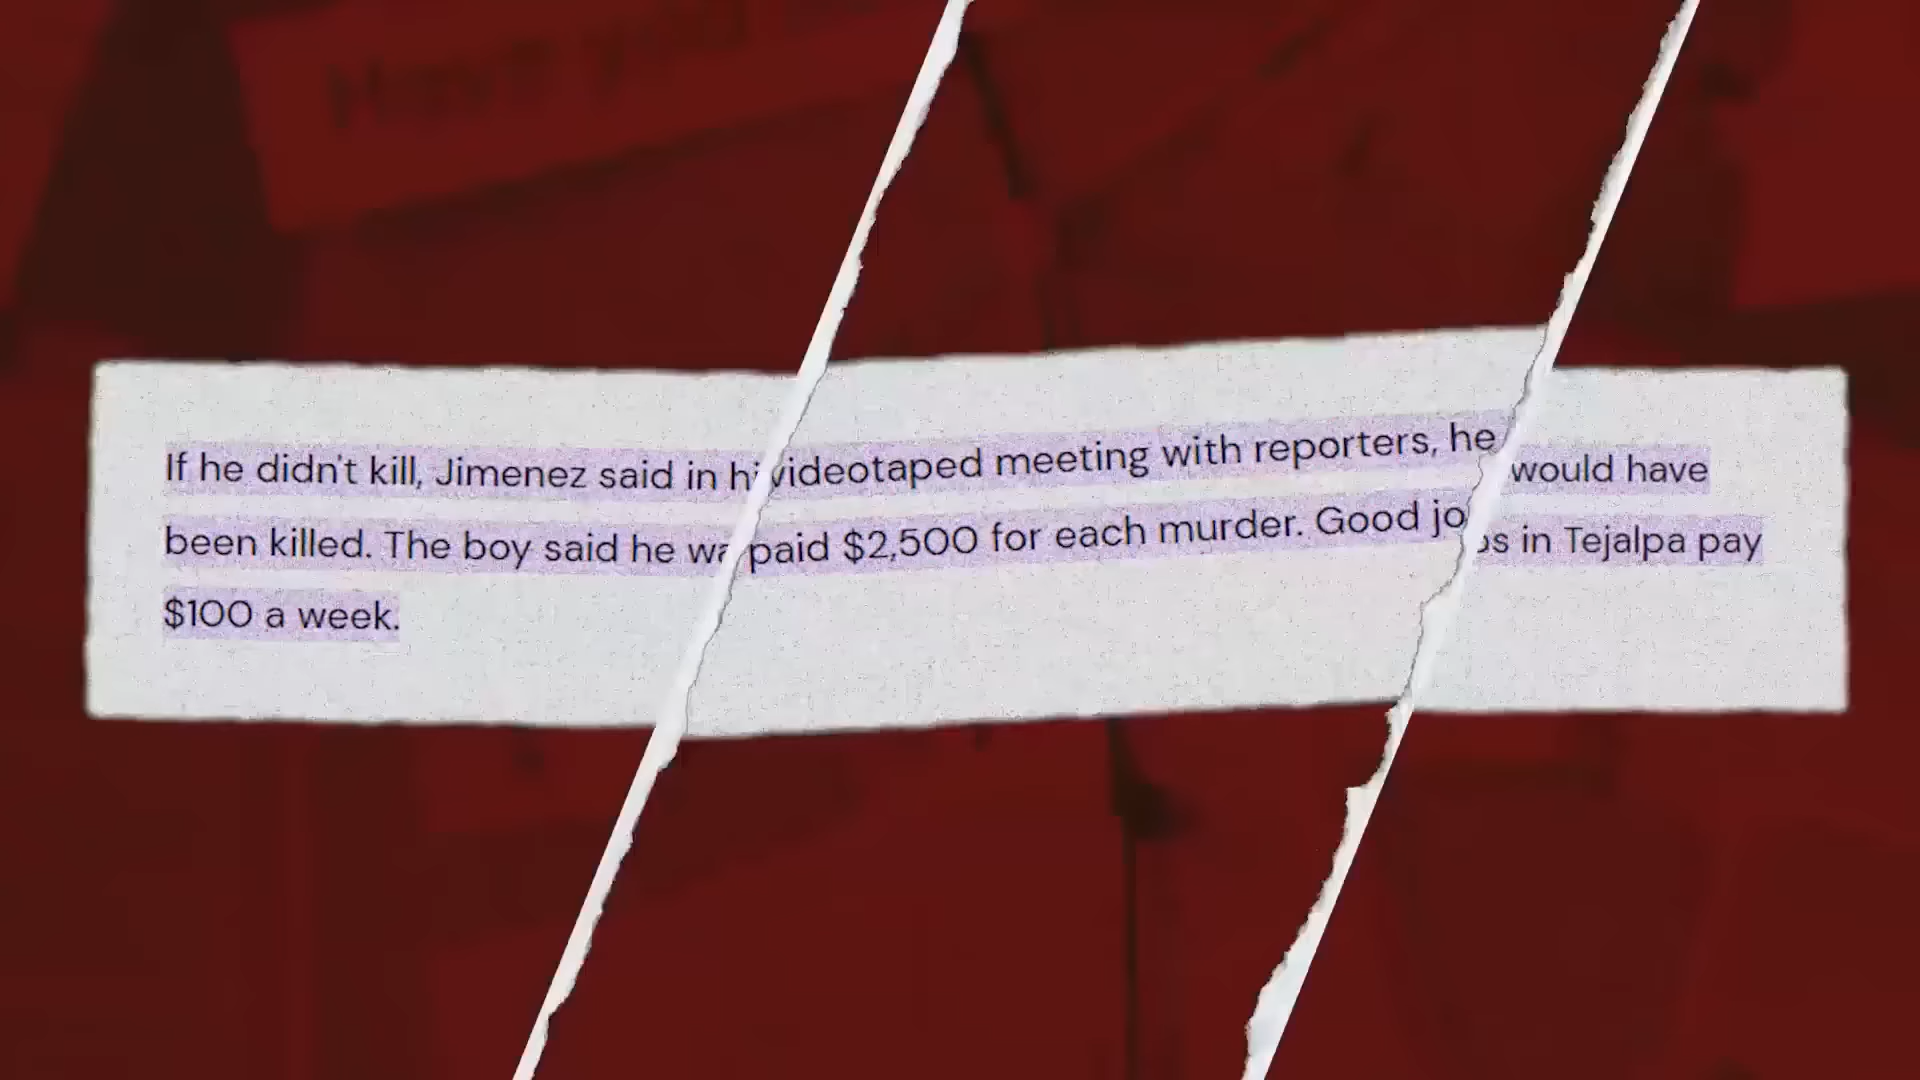 If he didn't kill, Jimenez said in hi videotaped meeting with reporters, he would have
been killed. The boy said he wa paid $2,500 for each murder. Good jobs in Tejalpa pay
$100 a week.